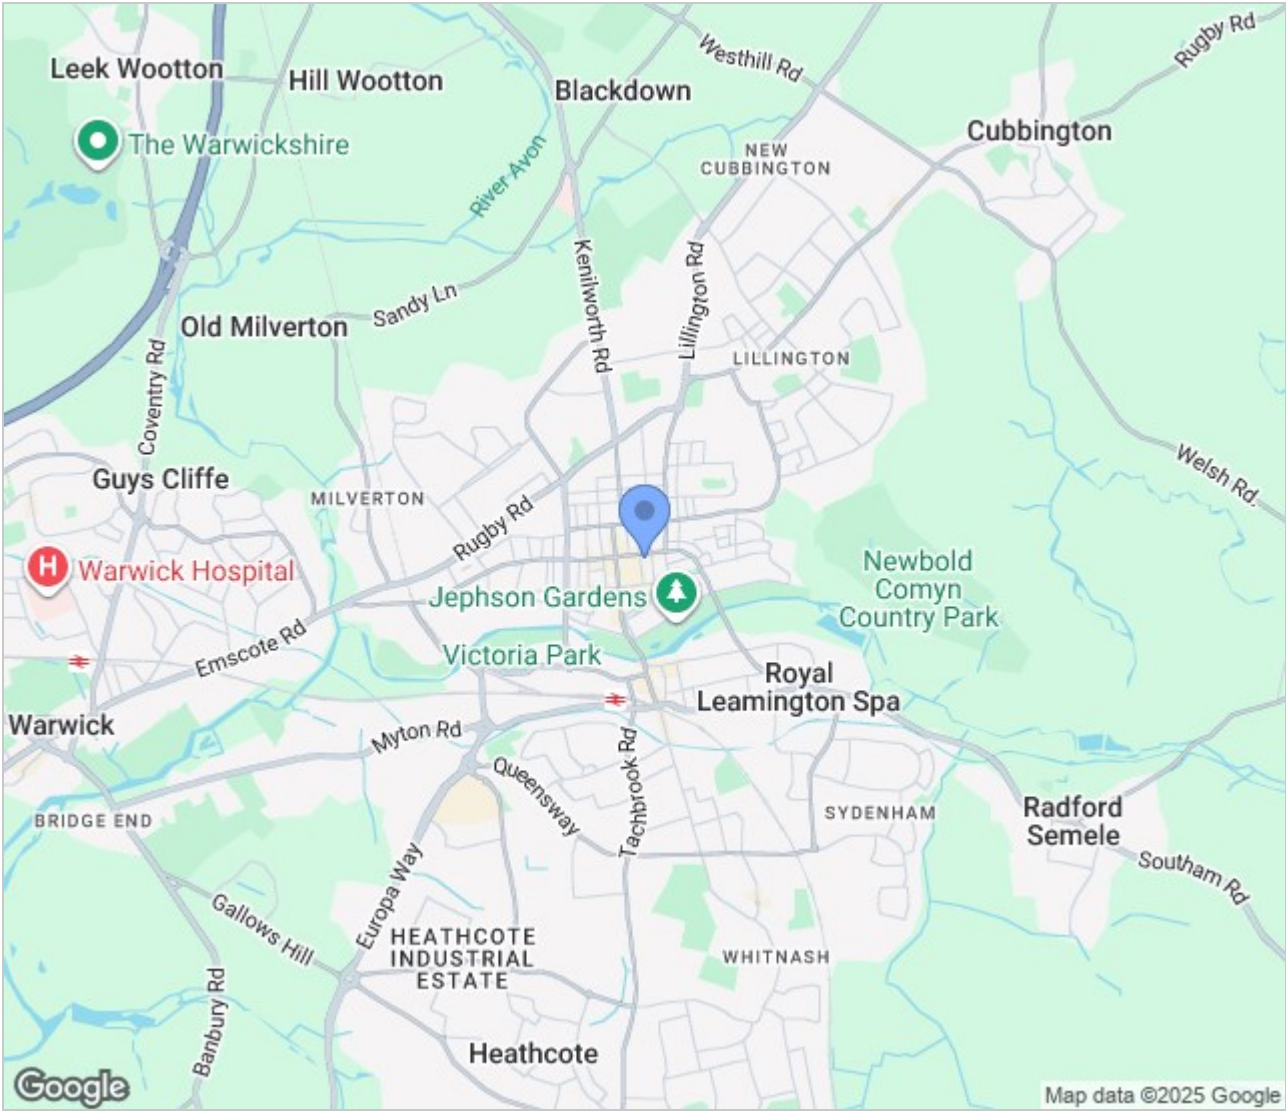 Westhill Rd
Rugby Rd
Leek Wootton
Hill Wootton
Blackdown
Cubbington
The Warwickshire
NEW
CUBBINGTON
River Avon
Kenilworth Rd
Lillington Rd
Sandy Ln
Old Milverton
LILLINGTON
Coventry Rd
Guys Cliffe
MILVERTON
Welsh Rd.
Rugby Rd
H
Warwick Hospital
Newbold
Comyn
Country Park
Jephson Gardens
Emscote Rd
Victoria Park
Royal
Leamington Spa
Warwick
Myton Rd
Queensway
Tachbrook Rd
BRIDGE END
SYDENHAM
Radford
Semele
Southam Rd
Europa Way
Gallows Hill
HEATHCOTE
INDUSTRIAL
ESTATE
WHITNASH
Banbury Rd
Heathcote
Google
Map data ©2025 Google